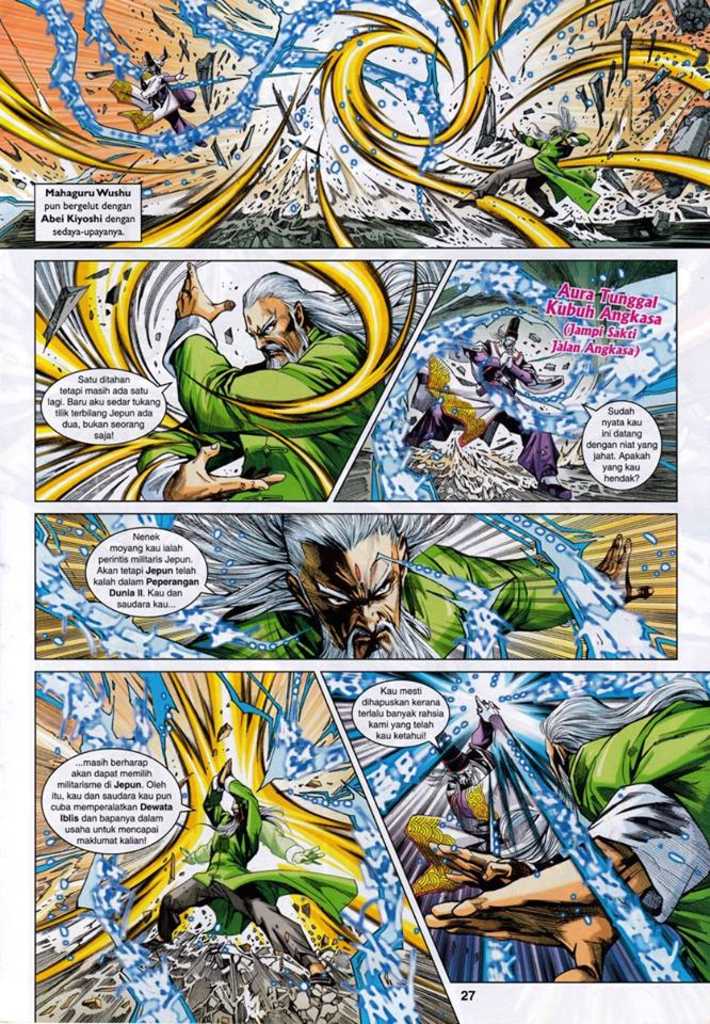 Mahaguru Wushu
pun bergelut dengan
Abei Kiyoshi dengan
sedaya-upayanya.
Satu ditahan
tetapi masih ada satu
lagi. Baru aku sedar tukang
tilik terbilang Jepun ada
dua, bukan seorang
saja!
Aura Tunggal
Kubuh Angkasa
(Jampi Sakti
Jalan Angkasa)
Sudah
nyata kau
ini datang
dengan niat yang
jahat. Apakah
yang kau
hendak?
Nenek
moyang kau ialah
perintis militaris Jepun.
Akan tetapi Jepun telah
kalah dalam Peperangan
Dunia II. Kau dan
saudara kau...
...masih berharap
akan dapat memilih
militarisme di Jepun. Oleh
itu, kau dan saudara kau pun
cuba memperalatkan Dewata
Iblis dan bapanya dalam
usaha untuk mencapai
maklumat kalian!
Kau mesti
dihapuskan kerana
terlalu banyak rahsia
kami yang telah
kau ketahui!
27